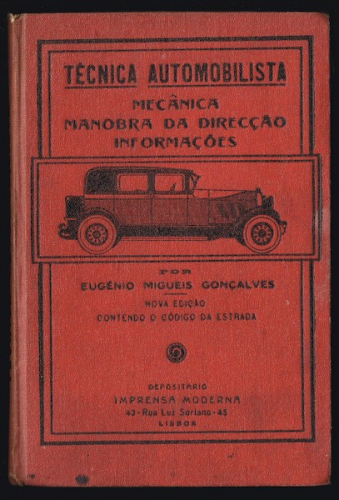 TÉCNICA AUTOMOBILISTA
MECÂNICA
MANOBRA DA DIRECÇÃO
INFORMAÇÕES
POR
EUGÉNIO MIGUEIS GONÇALVES
NOVA EDIÇÃO
CONTENDO O CÓDIGO DA ESTRADA
DEPOSITÁRIO
IMPRENSA MODERNA
43-Rua Luz Soriano-45
LISBOA